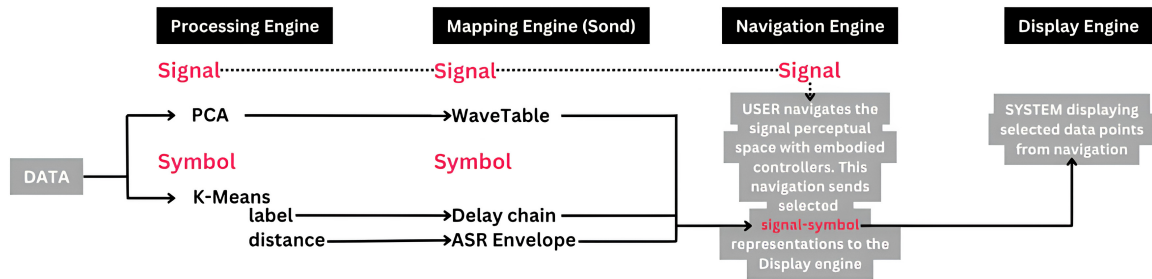 Processing Engine
Mapping Engine (Sond)
Navigation Engine
Display Engine
Signal
Signal
Signal
PCA
WaveTable
Symbol
Symbol
DATA
K-Means
label
Delay chain
distance
ASR Envelope
USER navigates the
signal perceptual
space with embodied
controllers. This
navigation sends
selected
signal-symbol
representations to the
Display engine
SYSTEM displaying
selected data points
from navigation